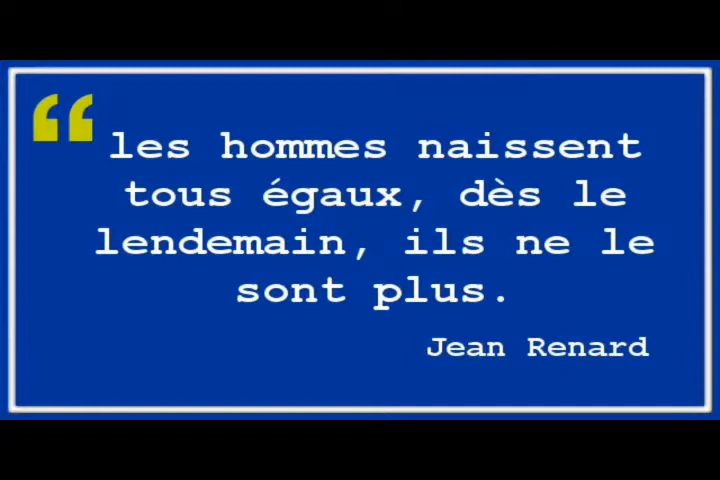 “
les hommes naissent
tous égaux, dès le
lendemain, ils ne le
sont plus.
Jean Renard